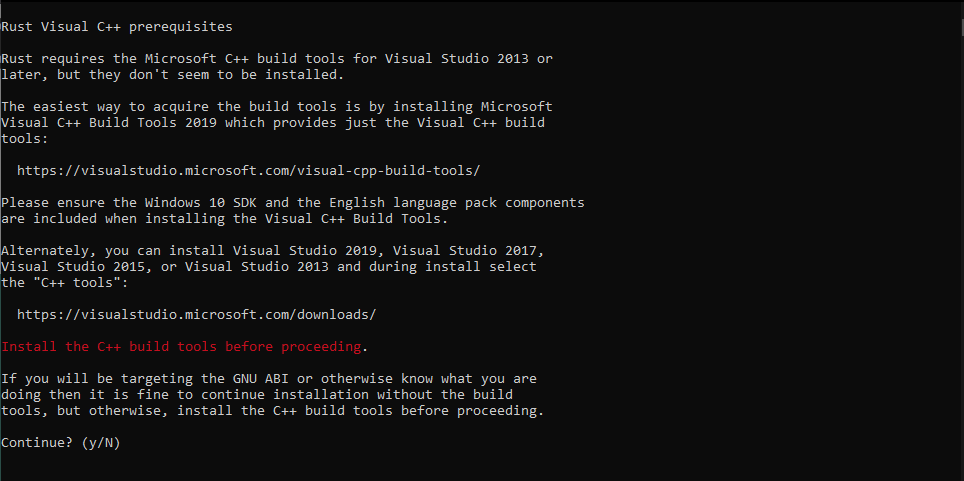 Rust Visual C++ prerequisites
Rust requires the Microsoft C++ build tools for Visual Studio 2013 or
later, but they don't seem to be installed.
The easiest way to acquire the build tools is by installing Microsoft
Visual C++ Build Tools 2019 which provides just the Visual C++ build
tools:
https://visualstudio.microsoft.com/visual-cpp-build-tools/
Please ensure the Windows 10 SDK and the English language pack components
are included when installing the Visual C++ Build Tools.
Alternately, you can install Visual Studio 2019, Visual Studio 2017,
Visual Studio 2015, or Visual Studio 2013 and during install select
the "C++ tools":
https://visualstudio.microsoft.com/downloads/
Install the C++ build tools before proceeding.
If you will be targeting the GNU ABI or otherwise know what you are
doing then it is fine to continue installation without the build
tools, but otherwise, install the C++ build tools before proceeding.
Continue? (y/N)